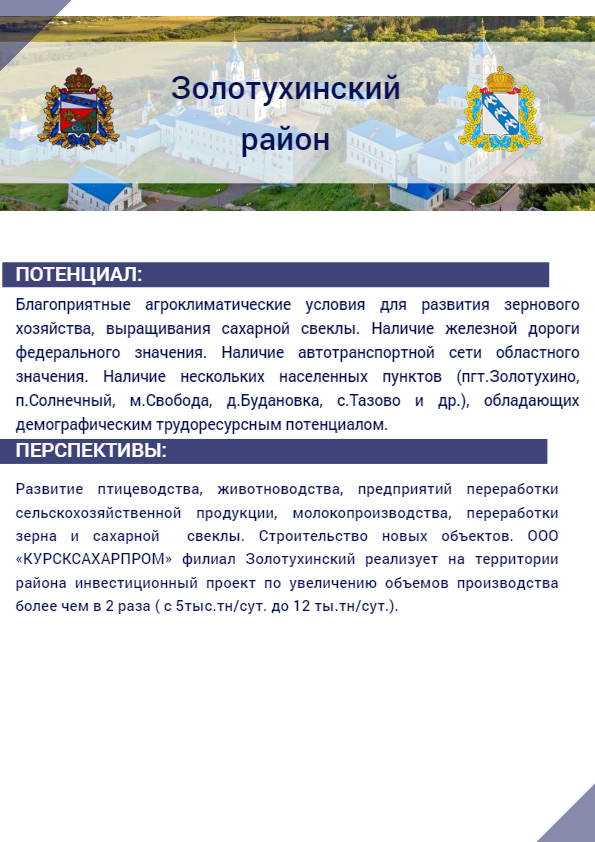 Золотухинский
район
ПОТЕНЦИАЛ:
Благоприятные агроклиматические условия для развития зернового
хозяйства, выращивания сахарной свеклы. Наличие железной дороги
федерального значения. Наличие автотранспортной сети областного
значения. Наличие нескольких населенных пунктов (пгт.Золотухино,
п.Солнечный, м.Свобода, д.Будановка, с.Тазово и др.), обладающих
демографическим трудоресурсным потенциалом.
ПЕРСПЕКТИВЫ:
Развитие птицеводства, животноводства, предприятий переработки
сельскохозяйственной продукции, молокопроизводства, переработки
зерна и сахарной свеклы. Строительство новых объектов. ООО
«КУРСКСАХАРПРОМ» филиал Золотухинский реализует на территории
района инвестиционный проект по увеличению объемов производства
более чем в 2 раза ( с 5тыс.тн/сут. до 12 ты.тн/сут.).